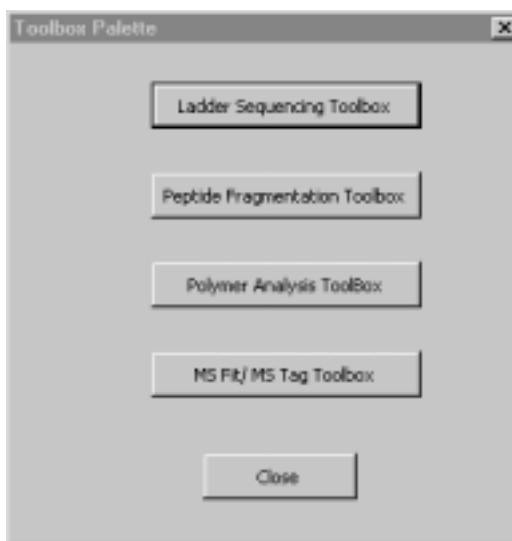 Toolbox Palette
Ladder Sequencing Toolbox
Peptide Fragmentation Toolbox
Polymer Analysis ToolBox
MS Fit/ MS Tag Toolbox
Close